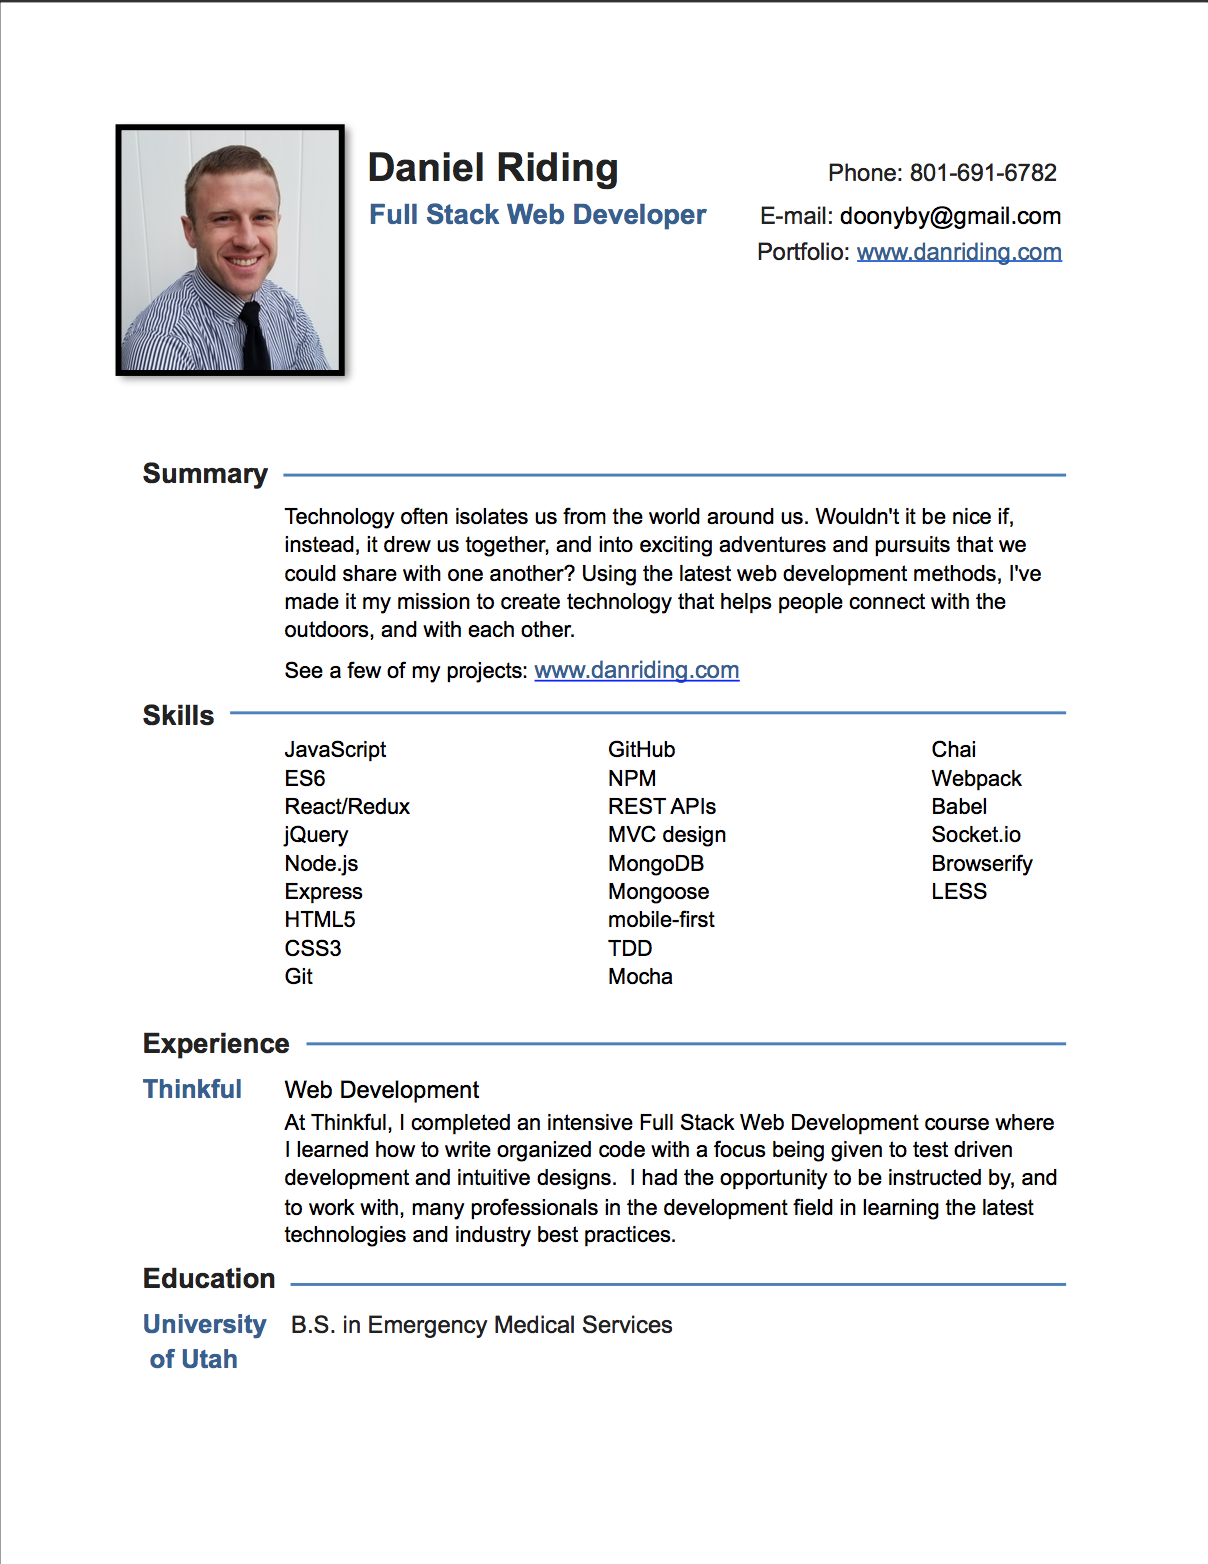 Daniel Riding
Full Stack Web Developer
Phone: 801-691-6782
E-mail: doonyby@gmail.com
Portfolio: www.danriding.com
Summary
Technology often isolates us from the world around us. Wouldn't it be nice if,
instead, it drew us together, and into exciting adventures and pursuits that we
could share with one another? Using the latest web development methods, I've
made it my mission to create technology that helps people connect with the
outdoors, and with each other.
See a few of my projects: www.danriding.com
Skills
JavaScript
ES6
React/Redux
jQuery
Node.js
Express
HTML5
CSS3
Git
GitHub
NPM
REST APIs
MVC design
MongoDB
Mongoose
mobile-first
TDD
Mocha
Chai
Webpack
Babel
Socket.io
Browserify
LESS
Experience
Thinkful
Web Development
At Thinkful, I completed an intensive Full Stack Web Development course where
I learned how to write organized code with a focus being given to test driven
development and intuitive designs.  I had the opportunity to be instructed by, and
to work with, many professionals in the development field in learning the latest
technologies and industry best practices.
Education
University
of Utah
B.S. in Emergency Medical Services